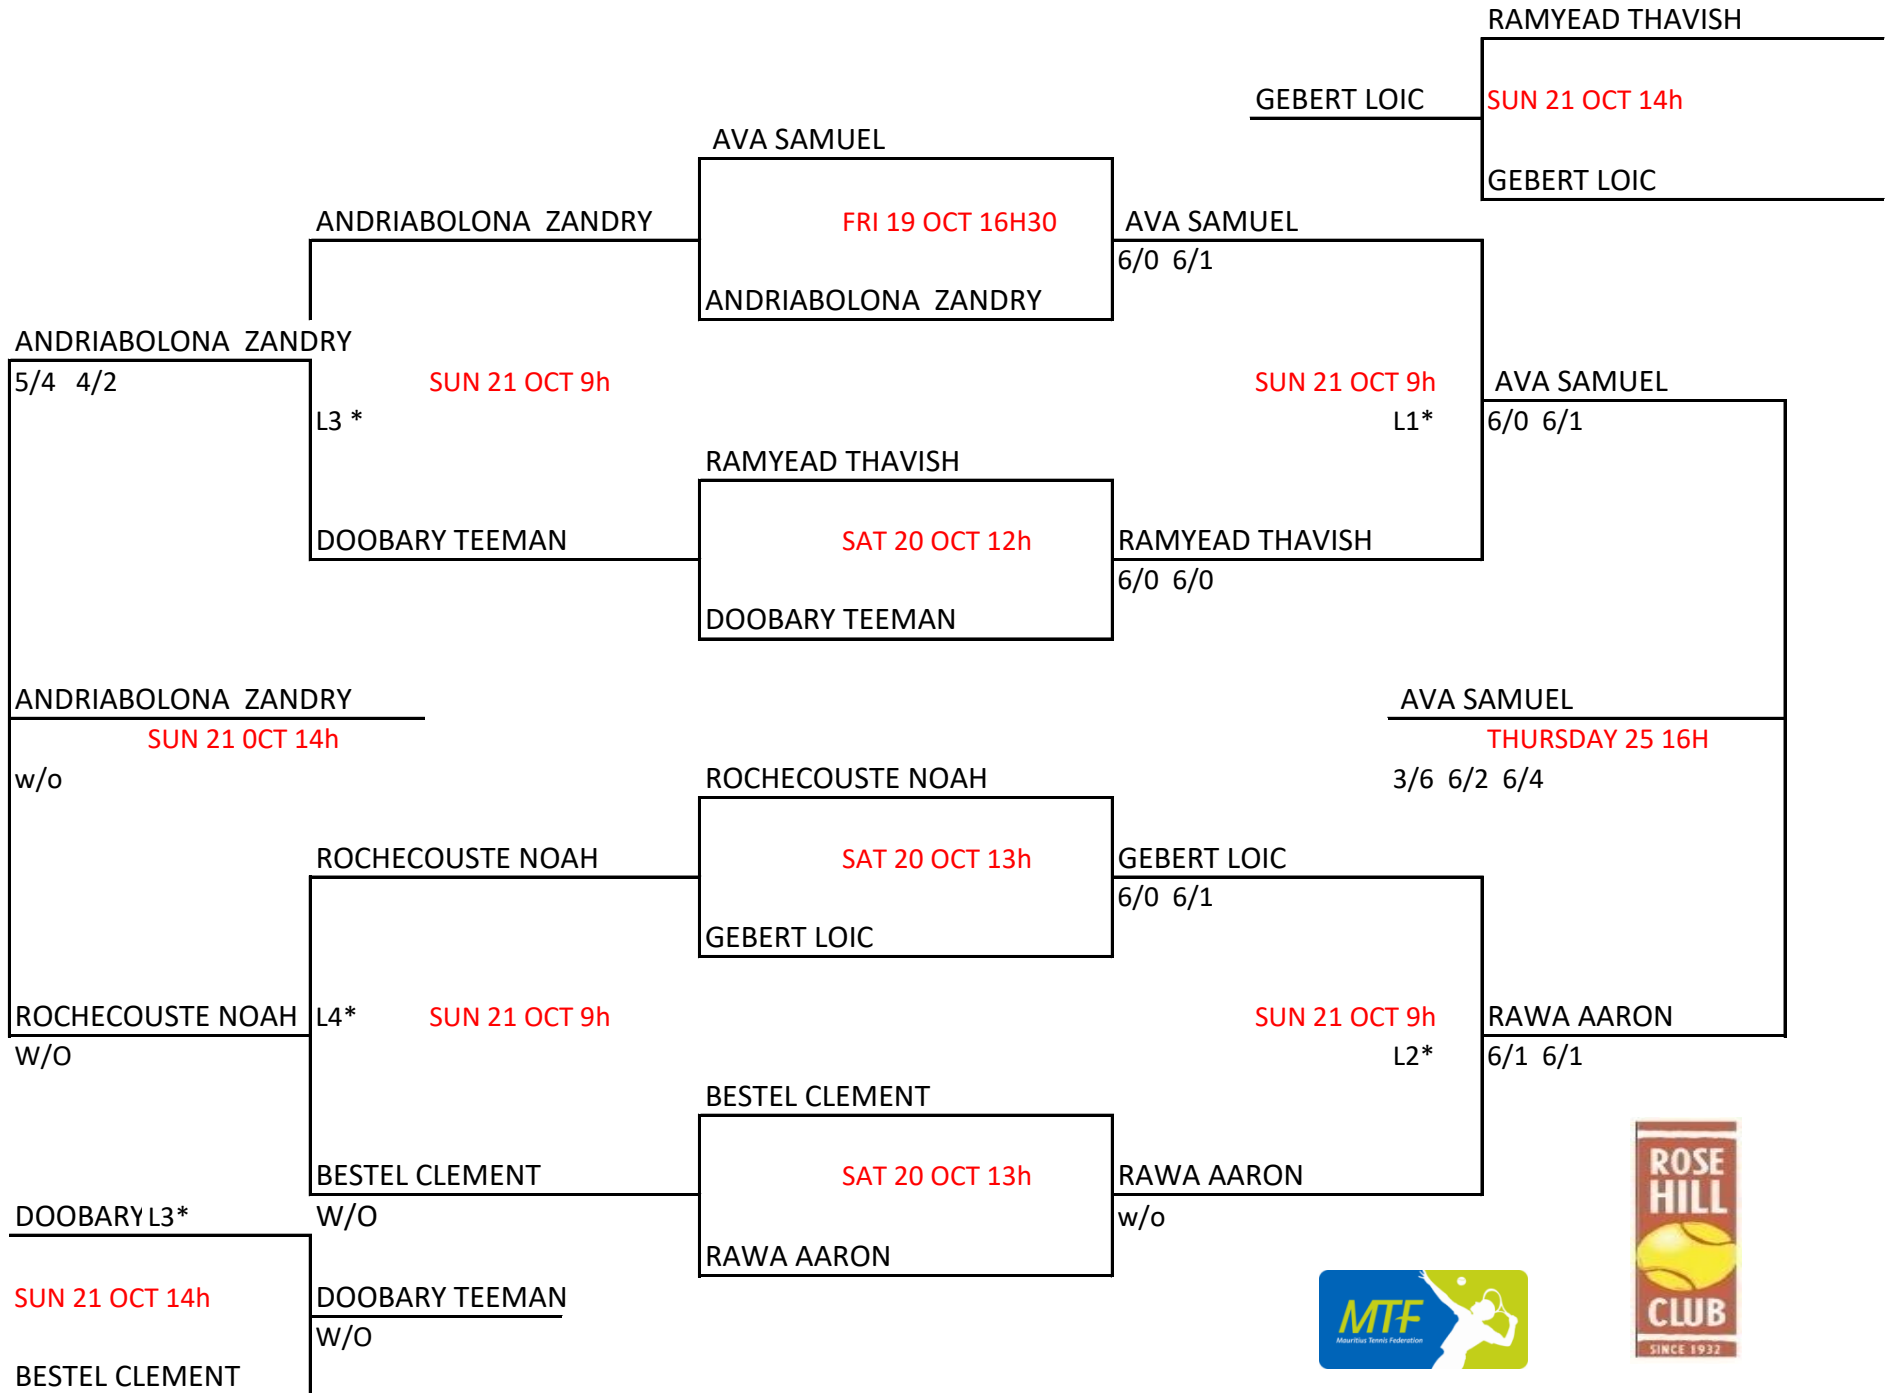 RAMYEAD THAVISH
GEBERT LOIC
SUN 21 OCT 14h
AVA SAMUEL
GEBERT LOIC
ANDRIABOLONA  ZANDRY
FRI 19 OCT 16H30
AVA SAMUEL
6/0  6/1
ANDRIABOLONA  ZANDRY
ANDRIABOLONA  ZANDRY
5/4   4/2
SUN 21 OCT 9h
SUN 21 OCT 9h
AVA SAMUEL
L3 *
L1*
6/0  6/1
RAMYEAD THAVISH
DOOBARY TEEMAN
SAT 20 OCT 12h
RAMYEAD THAVISH
6/0  6/0
DOOBARY TEEMAN
ANDRIABOLONA  ZANDRY
AVA SAMUEL
SUN 21 0CT 14h
THURSDAY 25 16H
w/o
ROCHECOUSTE NOAH
3/6  6/2  6/4
ROCHECOUSTE NOAH
SAT 20 OCT 13h
GEBERT LOIC
6/0  6/1
GEBERT LOIC
ROCHECOUSTE NOAH
L4*
SUN 21 OCT 9h
SUN 21 OCT 9h
RAWA AARON
W/O
L2*
6/1  6/1
BESTEL CLEMENT
BESTEL CLEMENT
SAT 20 OCT 13h
RAWA AARON
DOOBARY L3*
W/O
w/o
RAWA AARON
SUN 21 OCT 14h
DOOBARY TEEMAN
W/O
BESTEL CLEMENT
MTF
Mauritius Tennis Federation
ROSE
HILL
CLUB
SINCE 1932